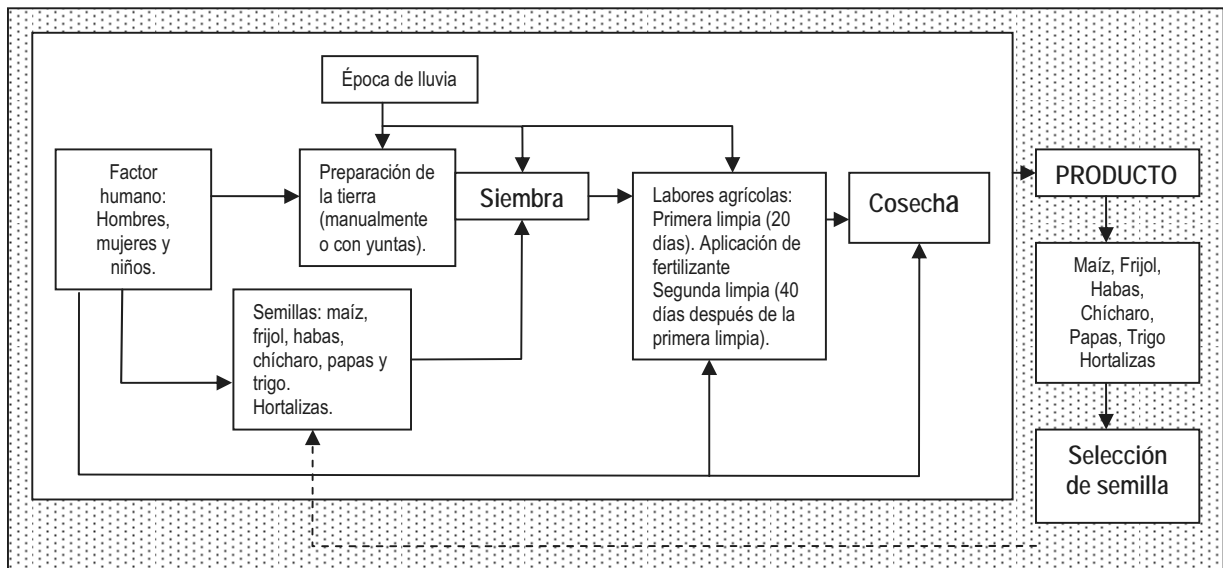 Época de lluvia
Factor
humano:
Hombres,
mujeres y
niños.
Preparación de
la tierra
(manualmente
o con yuntas).
Siembra
Labores agrícolas:
Primera limpia (20
días). Aplicación de
fertilizante
Segunda limpia (40
días después de la
primera limpia).
Cosecha
Semillas: maíz,
frijol, habas,
chícharo, papas y
trigo.
Hortalizas.
PRODUCTO
Maíz, Frijol,
Habas,
Chícharo,
Papas, Trigo
Hortalizas
Selección
de semilla